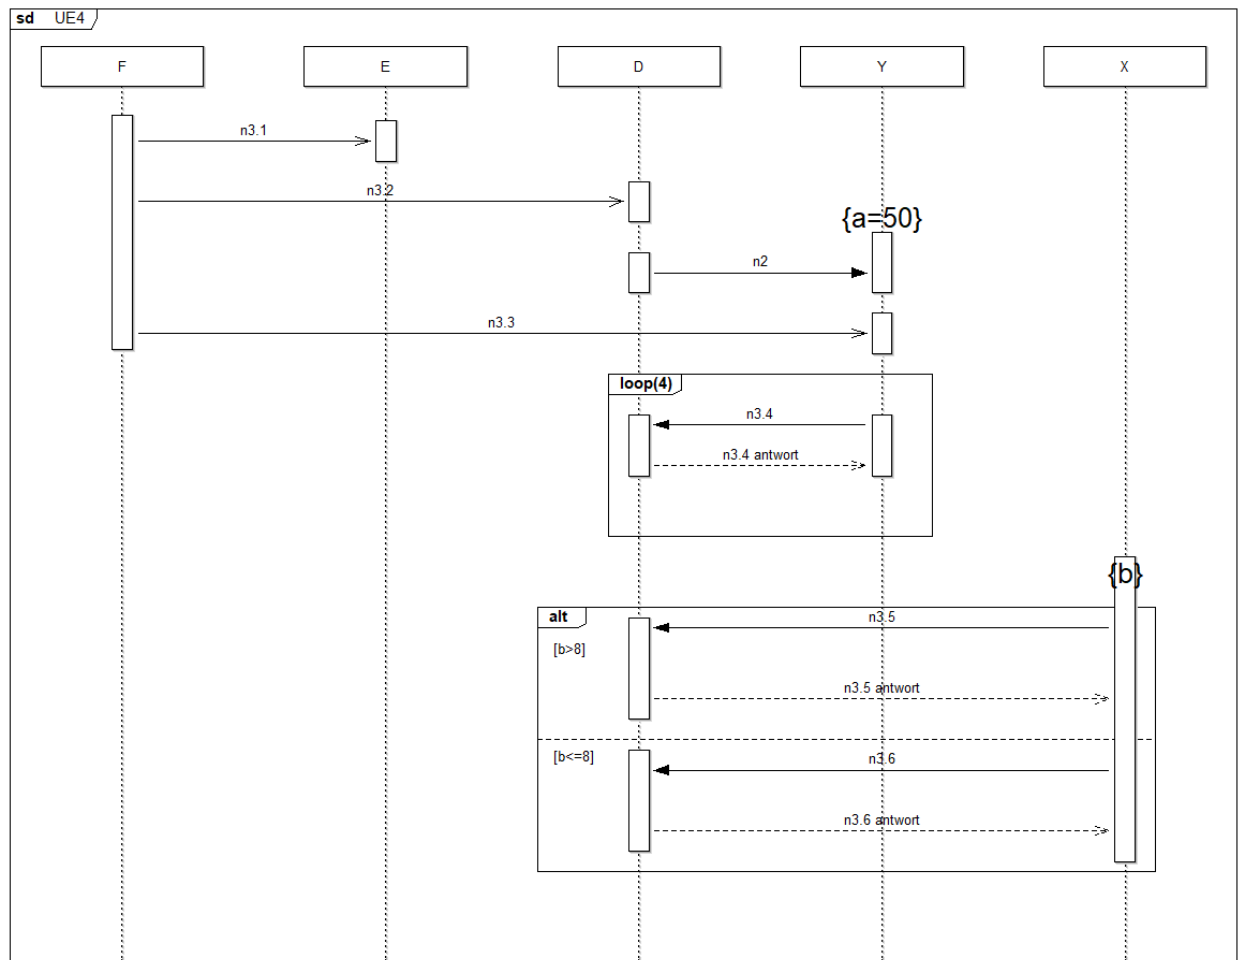 sd UE4
F E D Y X
n3.1
n3.2
{a=50}
n2
n3.3
loop(4)
n3.4
n3.4 antwort
{b}
alt
n3.5
[b>8]
n3.5 antwort
[b<=8]
n3.6
n3.6 antwort